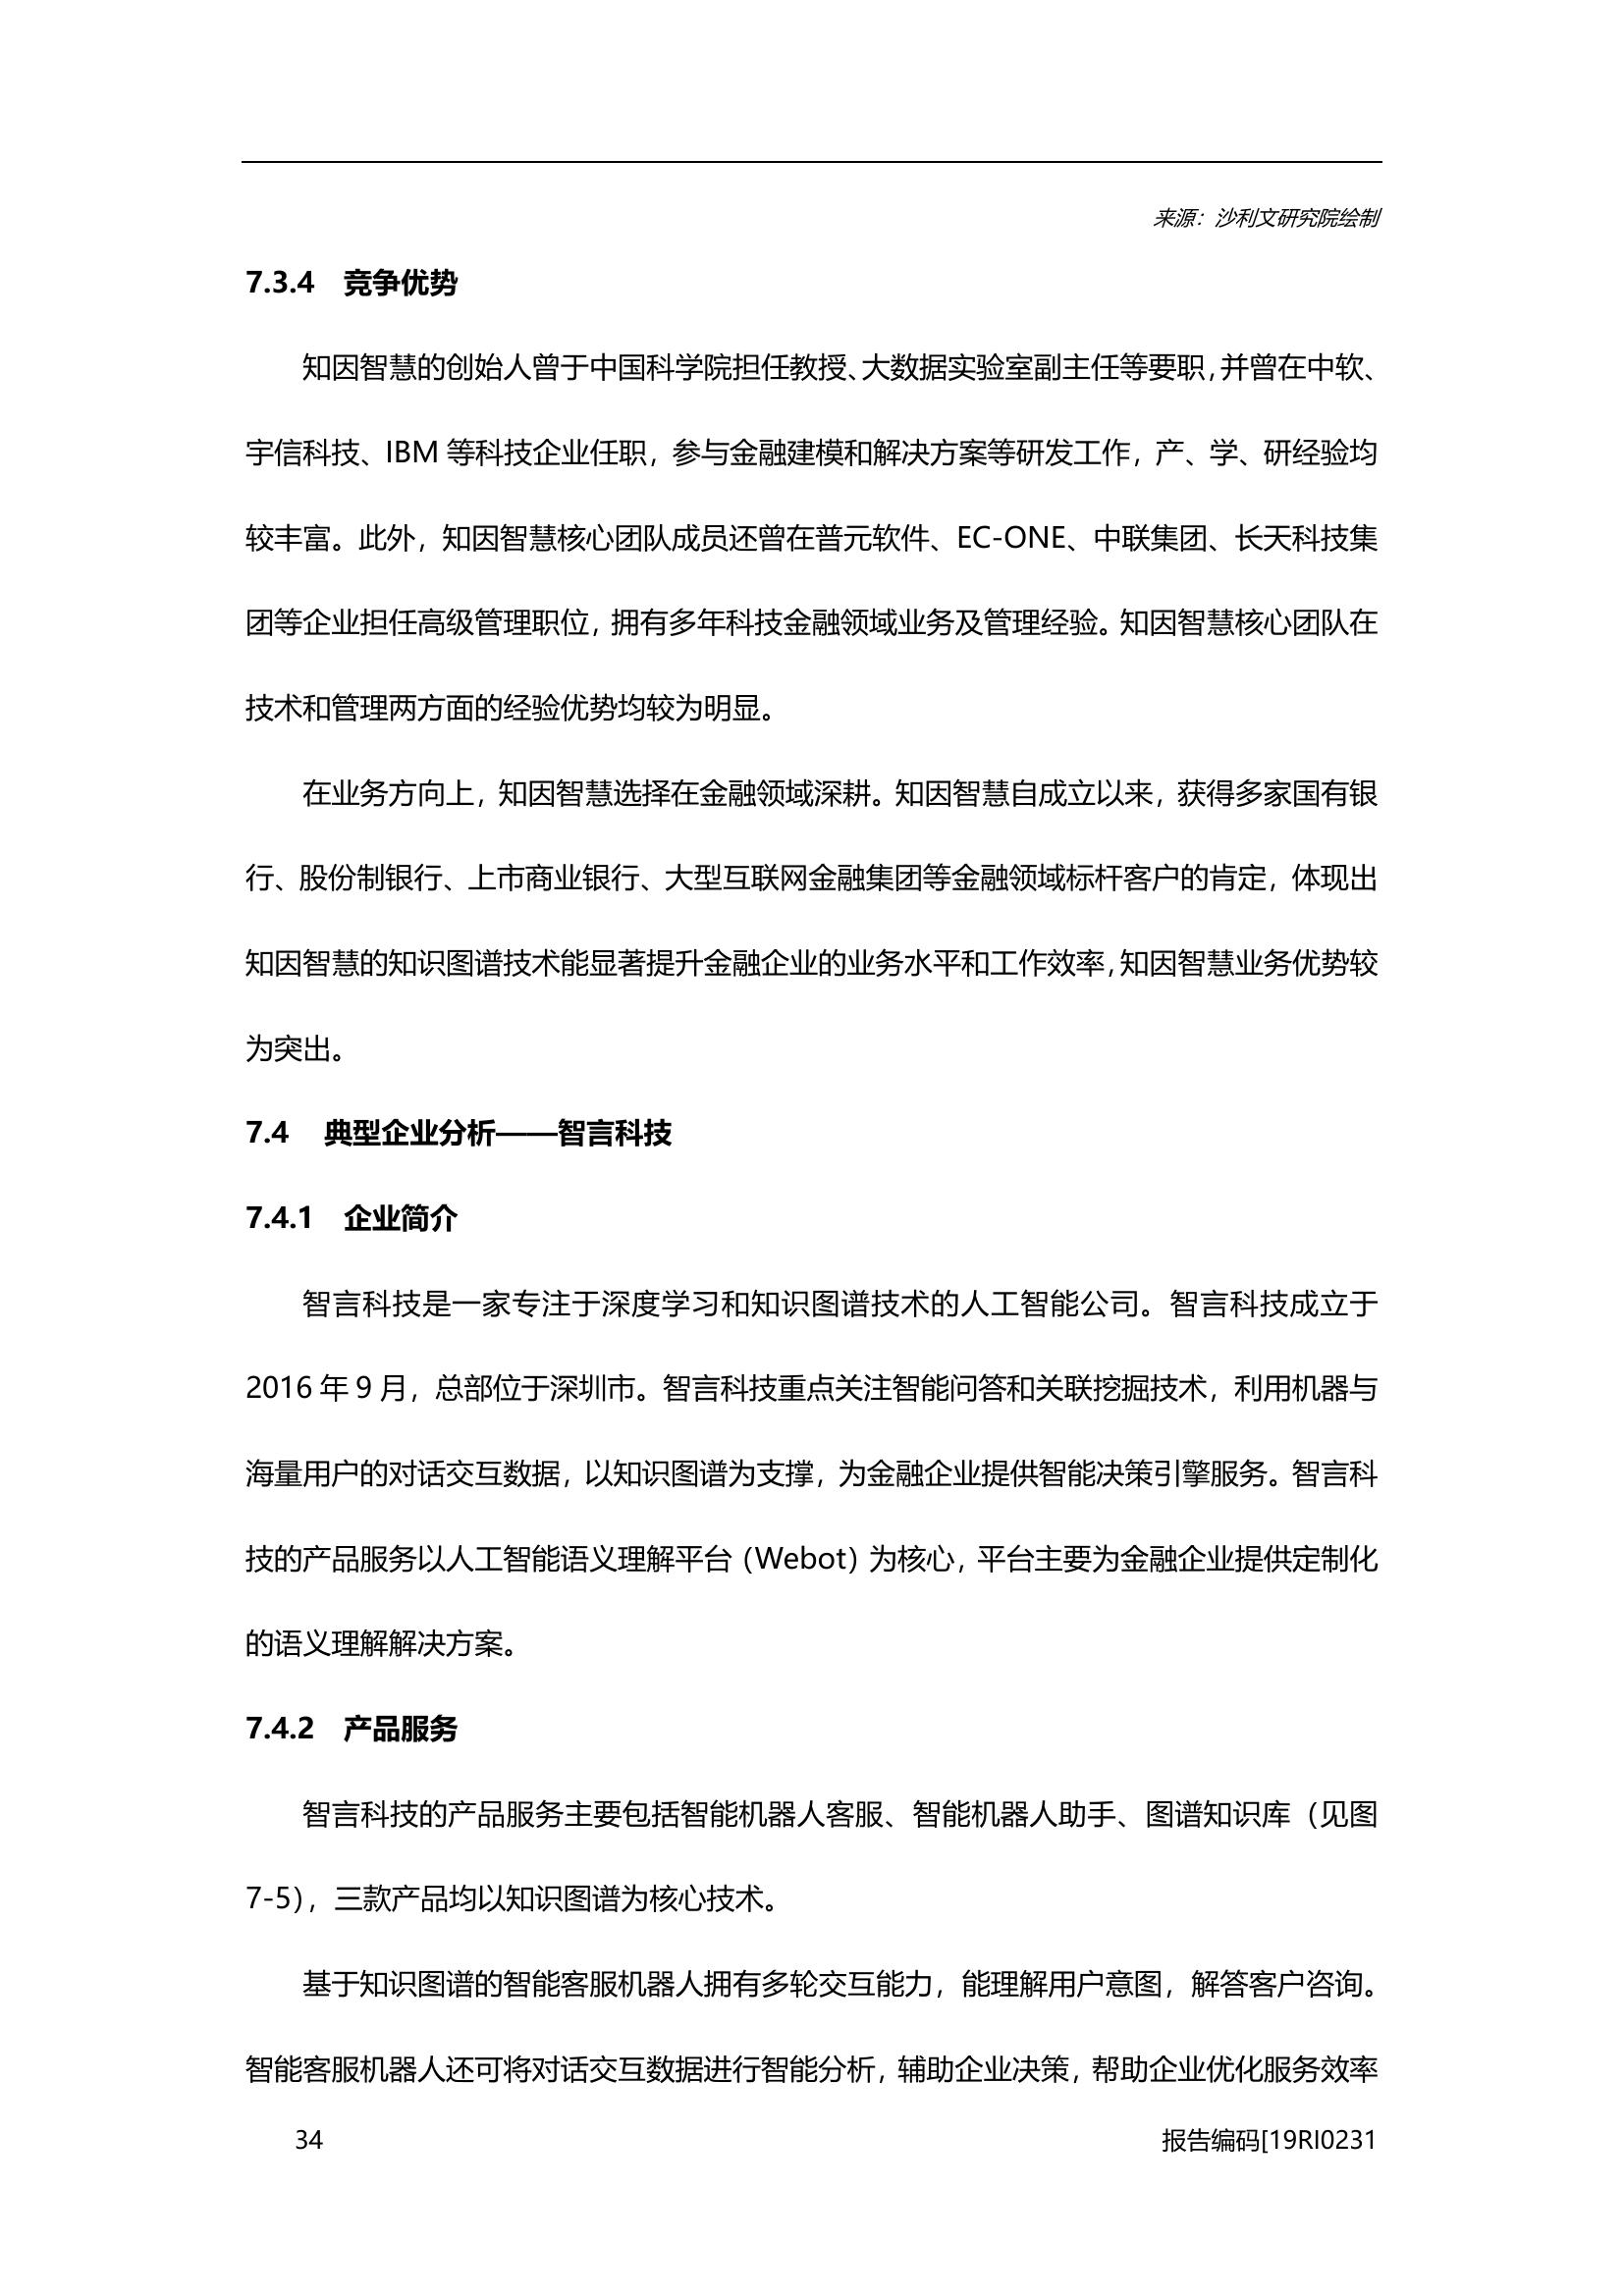 来源：沙利文研究院绘制
7.3.4 竞争优势
知因智慧的创始人曾于中国科学院担任教授、大数据实验室副主任等要职，并曾在中软、
宇信科技、IBM 等科技企业任职，参与金融建模和解决方案等研发工作，产、学、研经验均
较丰富。此外，知因智慧核心团队成员还曾在普元软件、EC-ONE、中联集团、长天科技集
团等企业担任高级管理职位，拥有多年科技金融领域业务及管理经验。知因智慧核心团队在
技术和管理两方面的经验优势均较为明显。
在业务方向上，知因智慧选择在金融领域深耕。知因智慧自成立以来，获得多家国有银
行、股份制银行、上市商业银行、大型互联网金融集团等金融领域标杆客户的肯定，体现出
知因智慧的知识图谱技术能显著提升金融企业的业务水平和工作效率，知因智慧业务优势较
为突出。
7.4 典型企业分析——智言科技
7.4.1 企业简介
智言科技是一家专注于深度学习和知识图谱技术的人工智能公司。智言科技成立于
2016 年 9 月，总部位于深圳市。智言科技重点关注智能问答和关联挖掘技术，利用机器与
海量用户的对话交互数据，以知识图谱为支撑，为金融企业提供智能决策引擎服务。智言科
技的产品服务以人工智能语义理解平台（Webot）为核心，平台主要为金融企业提供定制化
的语义理解解决方案。
7.4.2 产品服务
智言科技的产品服务主要包括智能机器人客服、智能机器人助手、图谱知识库（见图
7-5），三款产品均以知识图谱为核心技术。
基于知识图谱的智能客服机器人拥有多轮交互能力，能理解用户意图，解答客户咨询。
智能客服机器人还可将对话交互数据进行智能分析，辅助企业决策，帮助企业优化服务效率
34 报告编码[19RI0231